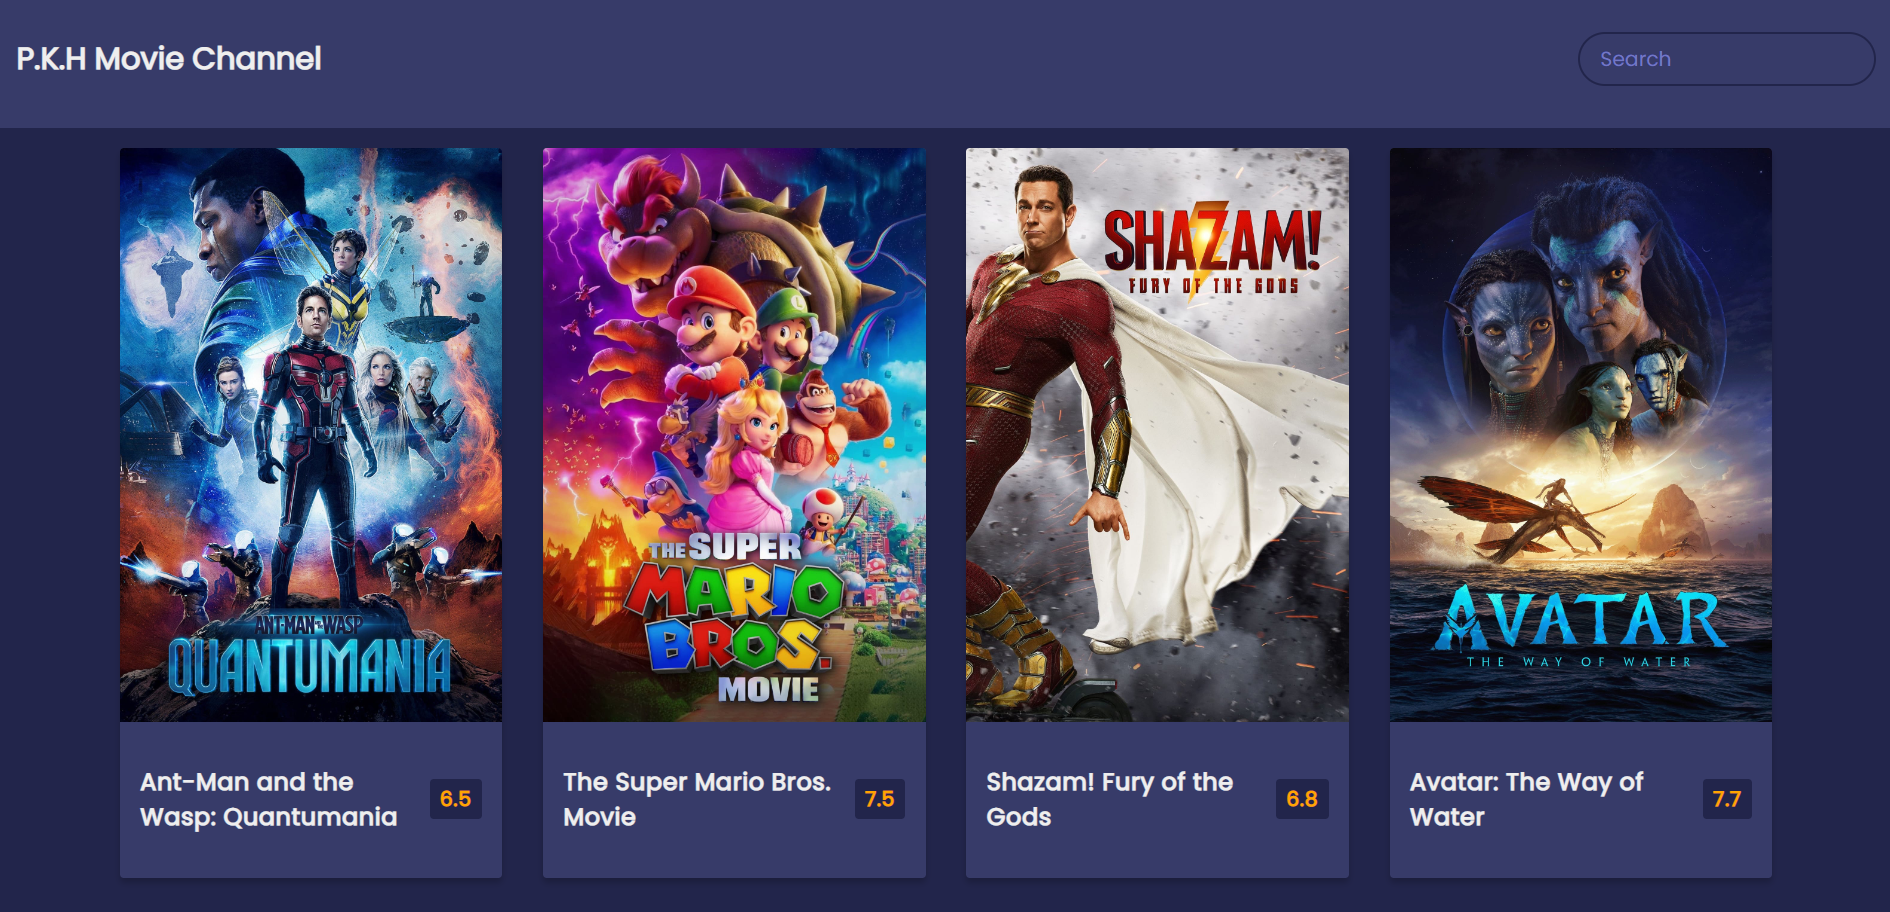 P.K.H Movie Channel
Search
ANT-MAN AND THE WASP
QUANTUMANIA
THE SUPER
MARIO
BROS.
MOVIE
SHAZAM!
FURY OF THE GODS
AVATAR
THE WAY OF WATER
Ant-Man and the
Wasp: Quantumania
6.5
The Super Mario Bros.
Movie
7.5
Shazam! Fury of the
Gods
6.8
Avatar: The Way of
Water
7.7